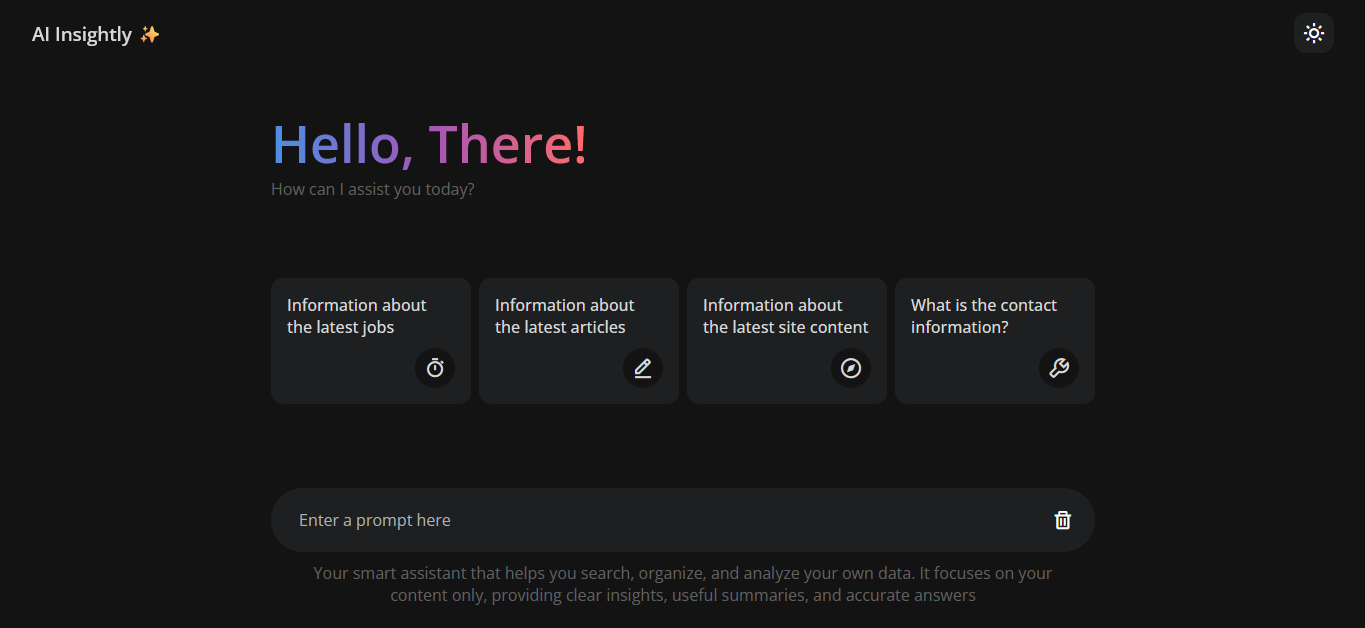 AI Insightly ✨
Hello, There!
How can I assist you today?
Information about
the latest jobs
Information about
the latest articles
Information about
the latest site content
What is the contact
information?
Enter a prompt here
Your smart assistant that helps you search, organize, and analyze your own data. It focuses on your
content only, providing clear insights, useful summaries, and accurate answers